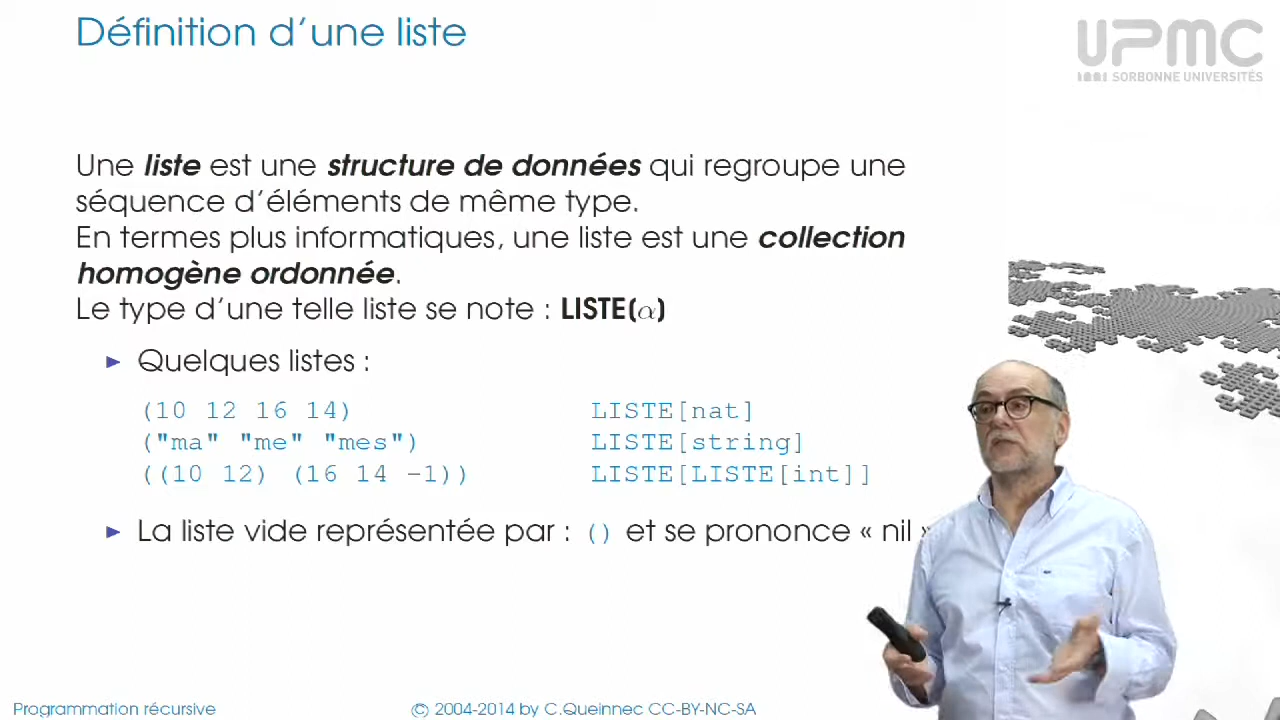 Définition d'une liste
UPMC
SORBONNE UNIVERSITÉS
Une liste est une structure de données qui regroupe une
séquence d'éléments de même type.
En termes plus informatiques, une liste est une collection
homogène ordonnée.
Le type d'une telle liste se note : LISTE(α)
► Quelques listes :
(10 12 16 14) LISTE[nat]
("ma" "me" "mes") LISTE[string]
((10 12) (16 14 -1)) LISTE[LISTE[int]]
► La liste vide représentée par : () et se prononce « nil »
Programmation récursive © 2004-2014 by C.Queinnec CC-BY-NC-SA